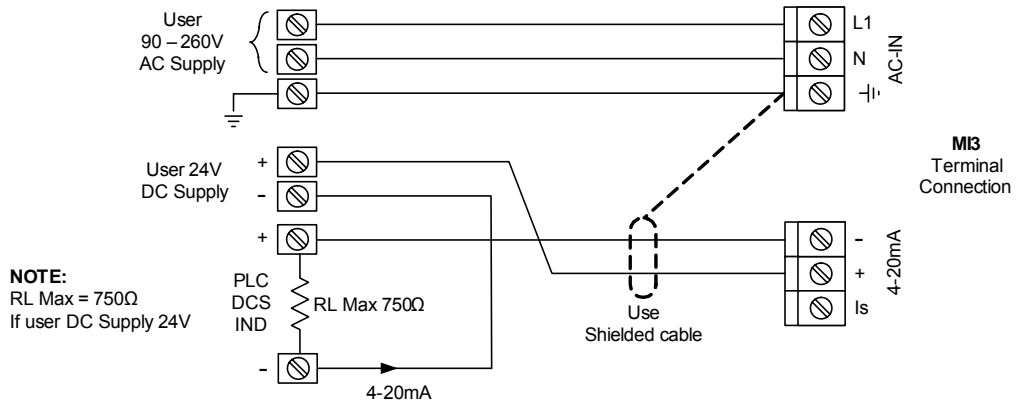 User
90 – 260V
AC Supply
L1
N
AC-IN
MI3
Terminal
Connection
User 24V
DC Supply
+
-
+
-
NOTE:
RL Max = 750Ω
If user DC Supply 24V
PLC
DCS
IND
RL Max 750Ω
4-20mA
Use
Shielded cable
-
+
Is
4-20mA